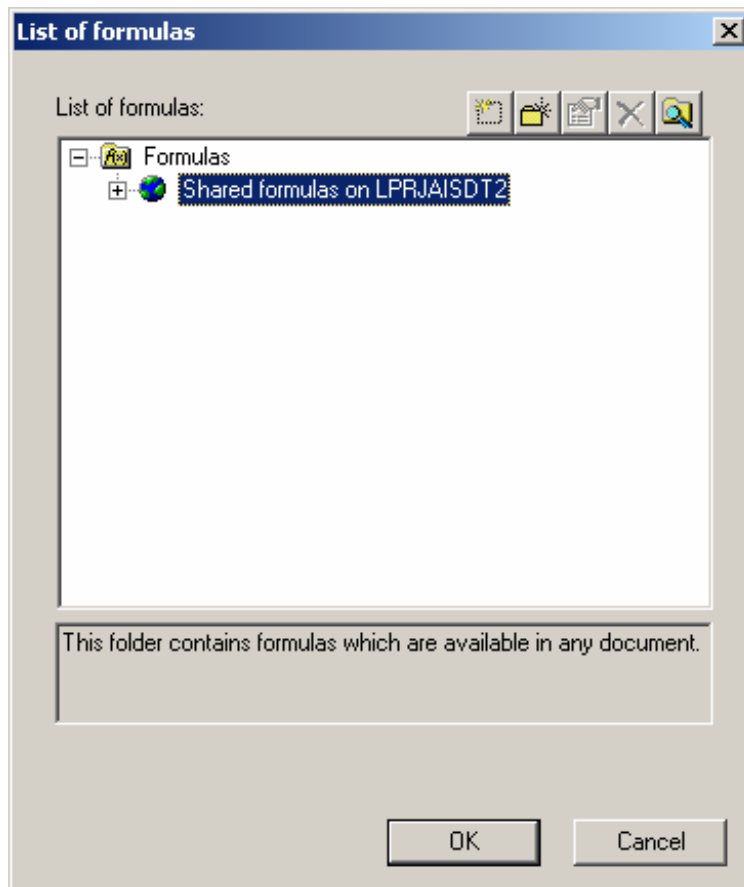 List of formulas
List of formulas:
Formulas
Shared formulas on LPRJAISDT2
This folder contains formulas which are available in any document.
OK
Cancel